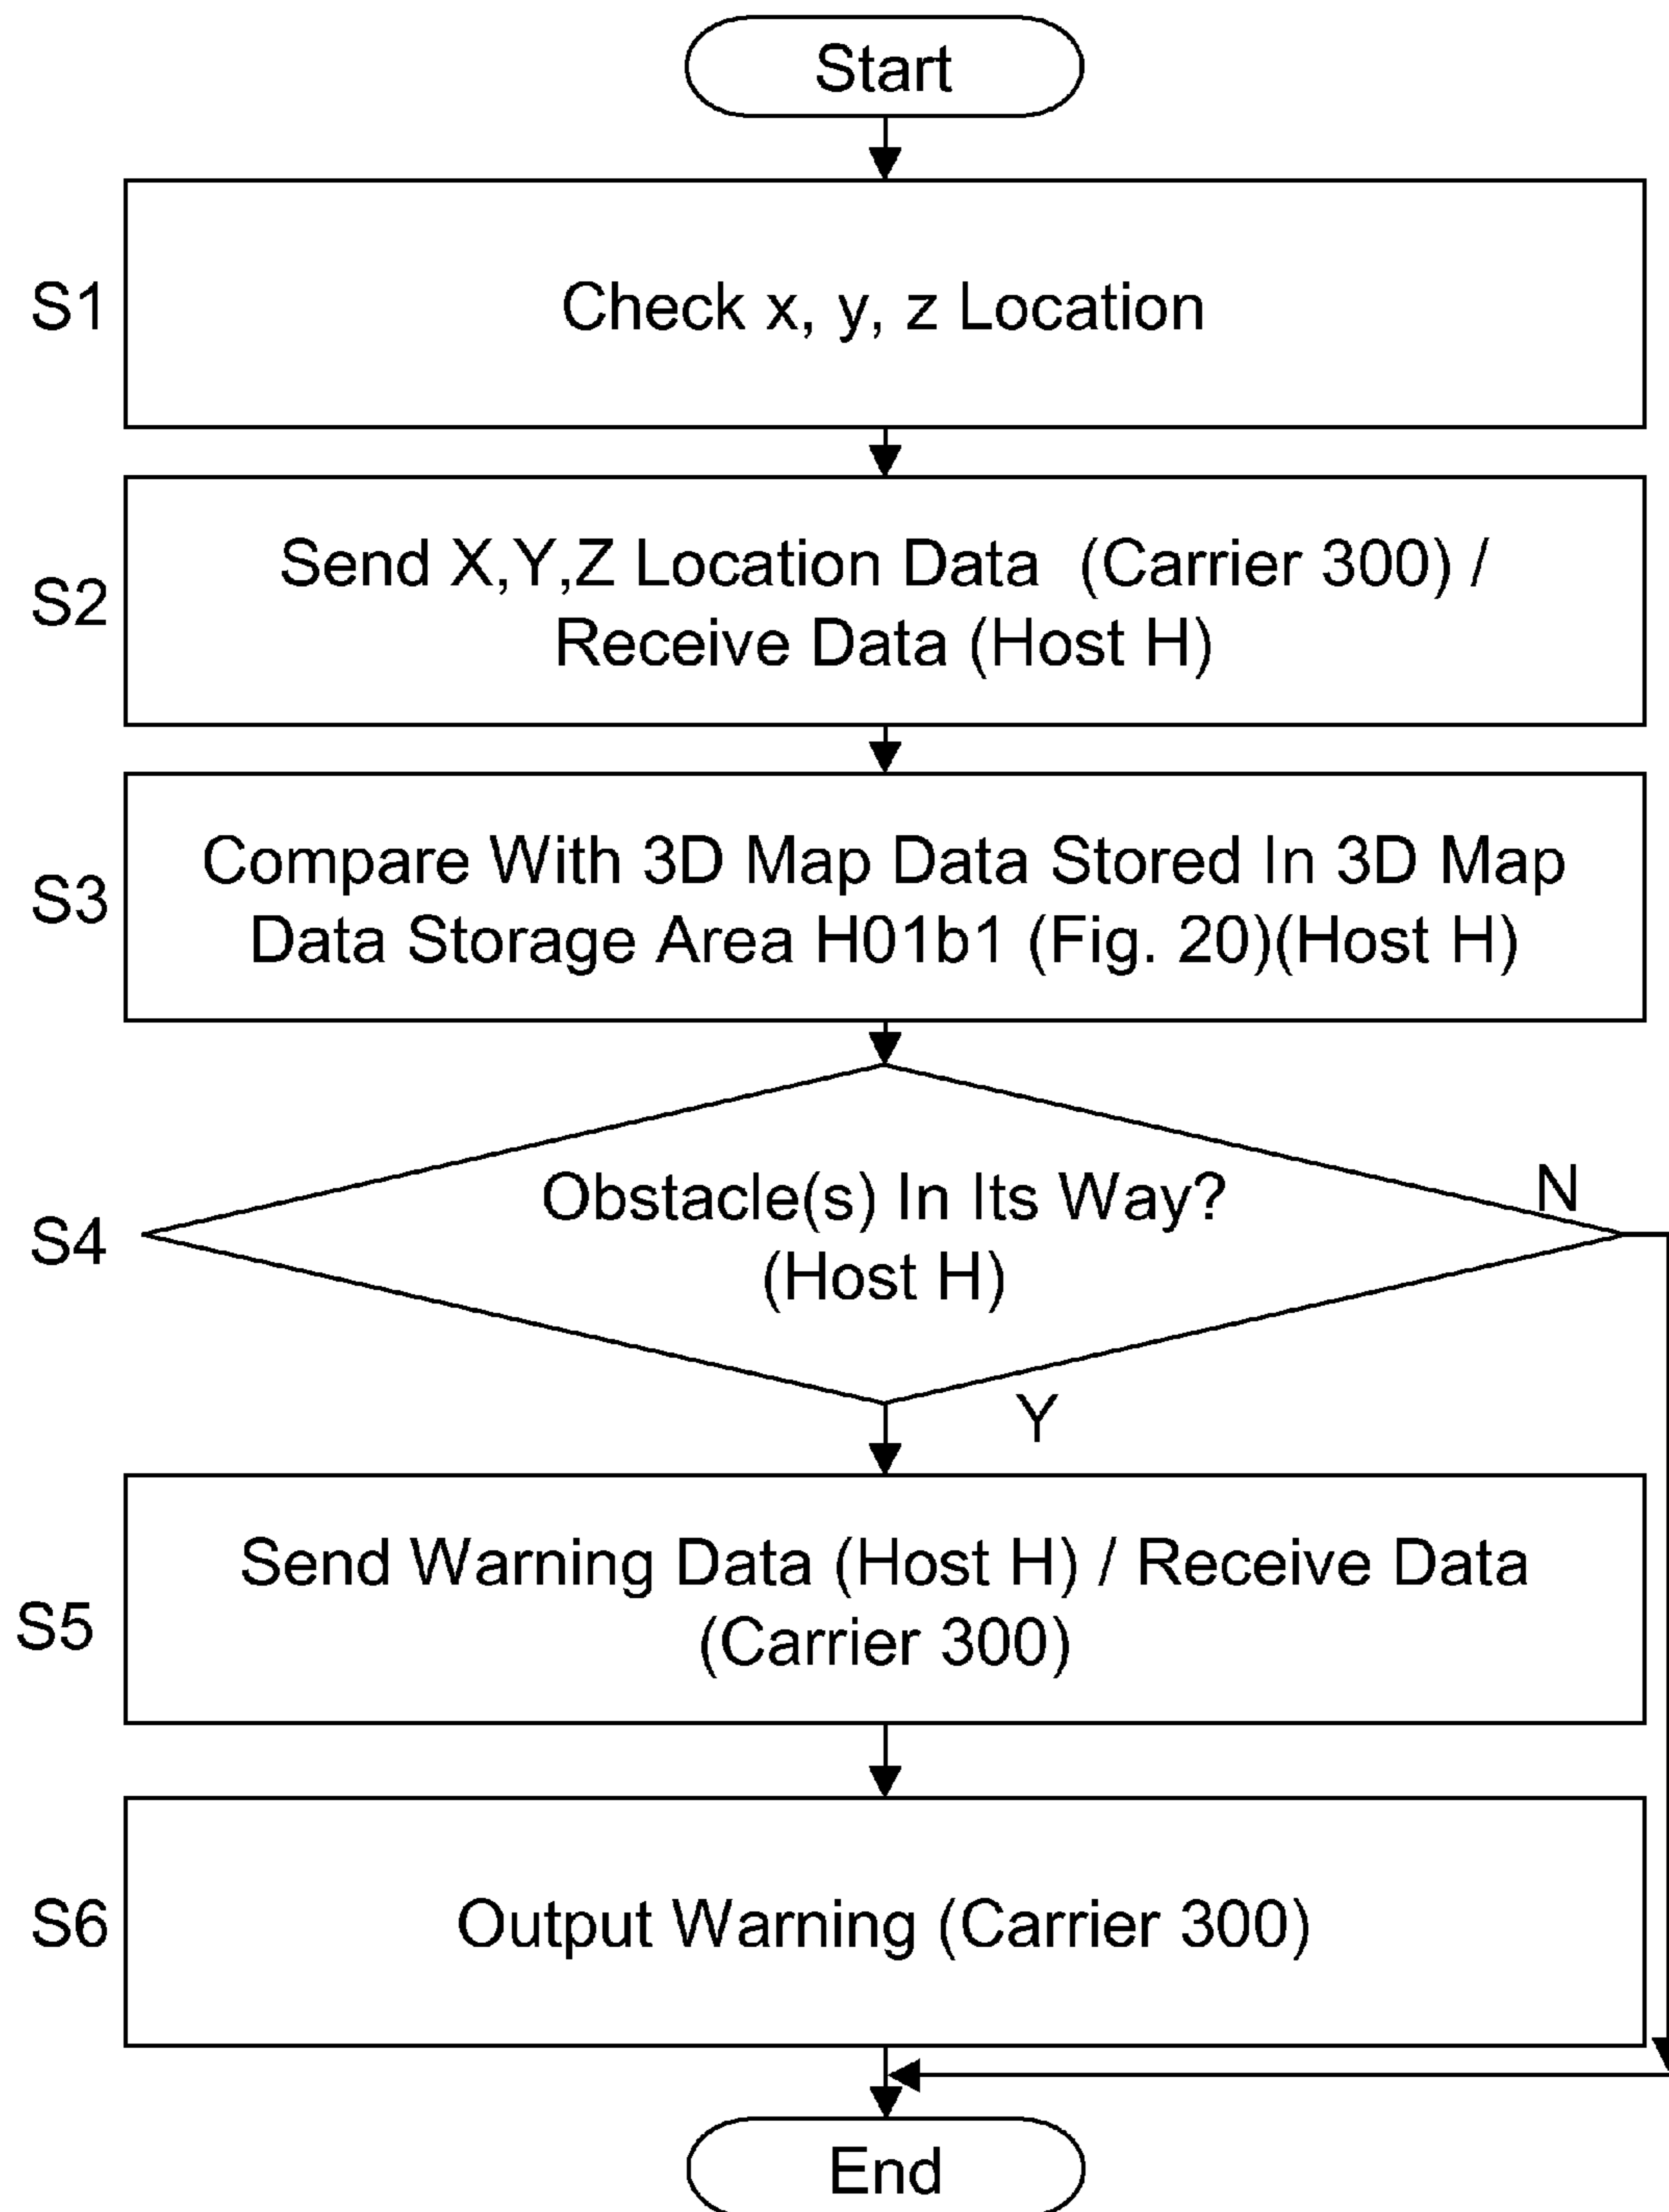 Start
S1
Check x, y, z Location
S2
Send X,Y,Z Location Data (Carrier 300) /
Receive Data (Host H)
S3
Compare With 3D Map Data Stored In 3D Map
Data Storage Area H01b1 (Fig. 20)(Host H)
S4
Obstacle(s) In Its Way?
(Host H)
N
Y
S5
Send Warning Data (Host H) / Receive Data
(Carrier 300)
S6
Output Warning (Carrier 300)
End